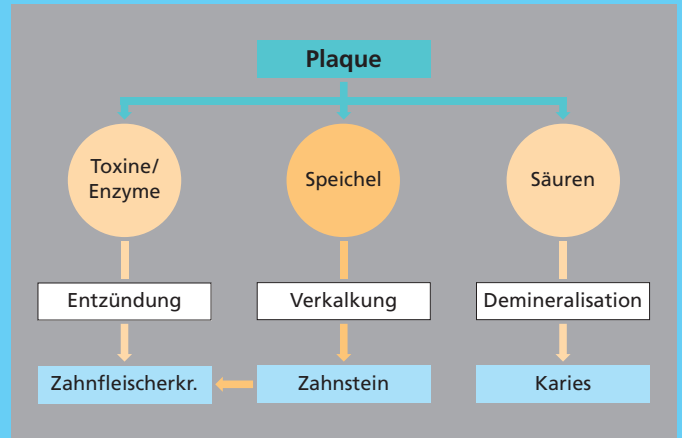 Plaque
Toxine/
Enzyme
Speichel
Säuren
Entzündung
Verkalkung
Demineralisation
Zahnfleischerkr.
Zahnstein
Karies